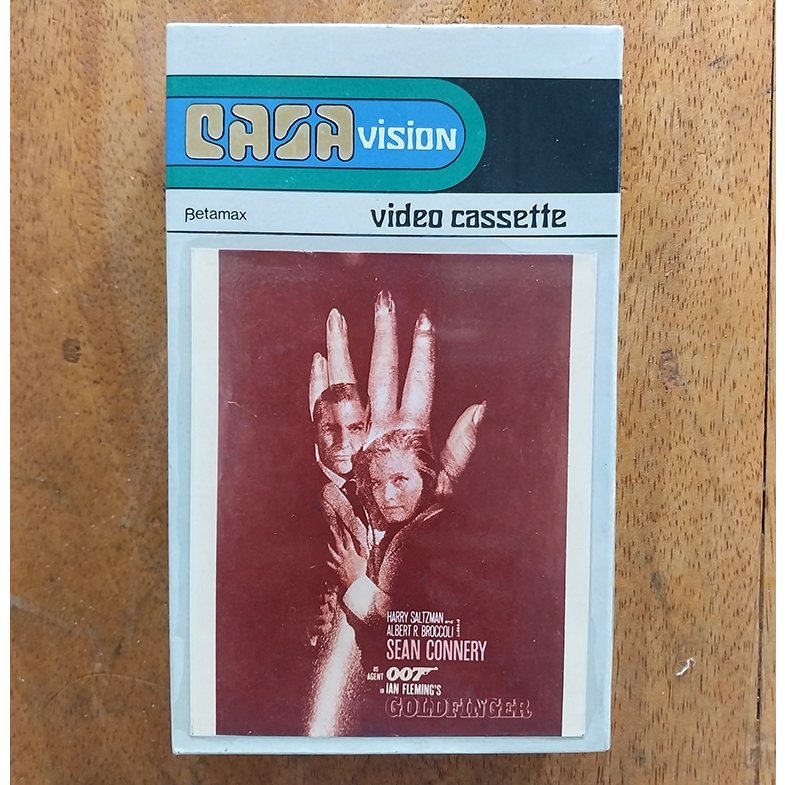 CASA VISION
βetamax video cassette
HARRY SALTZMAN and
ALBERT R. BROCCOLI present
SEAN CONNERY
AS AGENT 007
in IAN FLEMING'S
GOLDFINGER